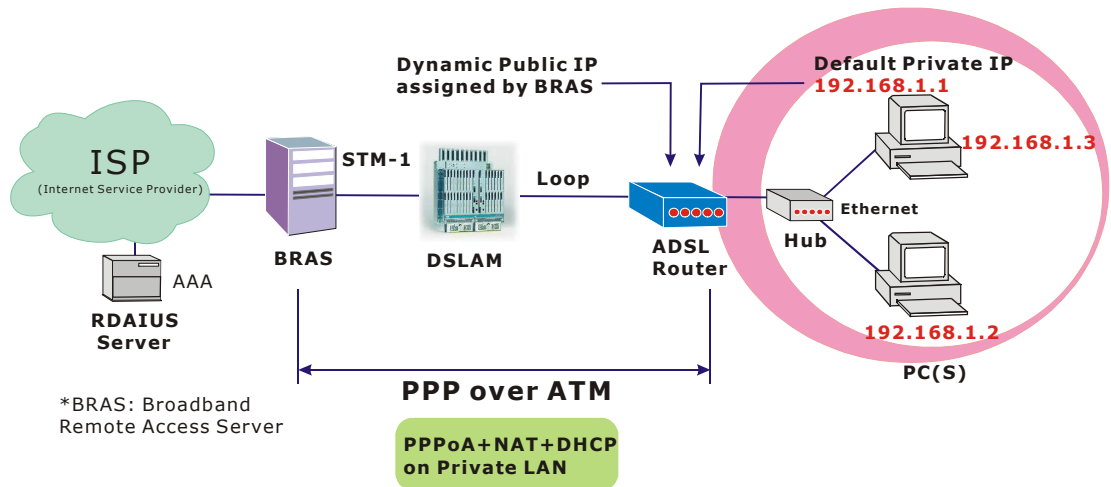 Dynamic Public IP
assigned by BRAS
Default Private IP
192.168.1.1
192.168.1.3
ISP
(Internet Service Provider)
STM-1
Loop
Ethernet
Hub
BRAS
DSLAM
ADSL
Router
AAA
RDAIUS
Server
192.168.1.2
PC(S)
PPP over ATM
*BRAS: Broadband
Remote Access Server
PPPoA+NAT+DHCP
on Private LAN